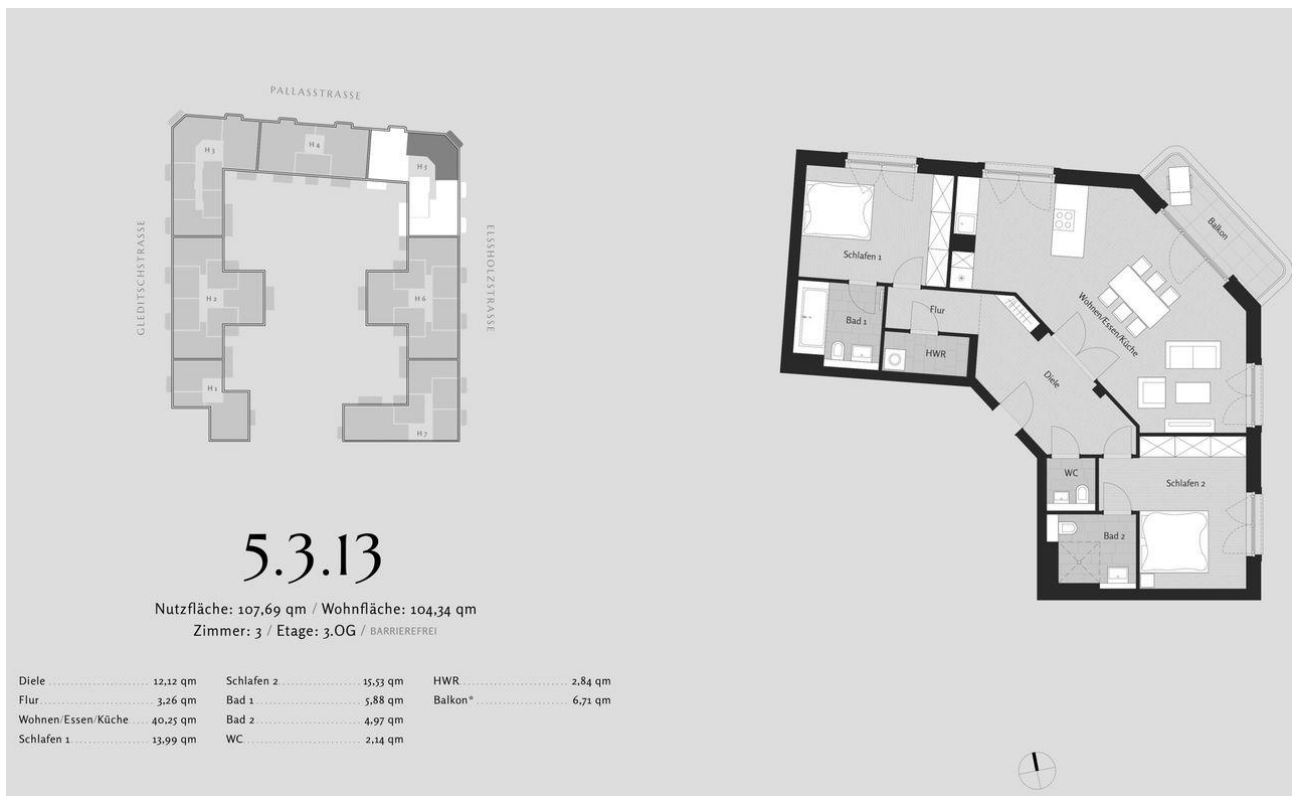 PALLASSTRASSE
GLEDITSCHSTRASSE
ELSSHOLZSTRASSE
H 3
H 4
H 5
H 2
H 6
H 1
H 7
5.3.13
Nutzfläche: 107,69 qm / Wohnfläche: 104,34 qm
Zimmer: 3 / Etage: 3.OG / BARRIEREFREI
Diele 12,12 qm
Flur 3,26 qm
Wohnen/Essen/Küche 40,25 qm
Schlafen 1 13,99 qm
Schlafen 2 15,53 qm
Bad 1 5,88 qm
Bad 2 4,97 qm
WC 2,14 qm
HWR 2,84 qm
Balkon* 6,71 qm
Balkon
Schlafen 1
Wohnen/Essen/Küche
Flur
Bad 1
HWR
Diele
WC
Schlafen 2
Bad 2